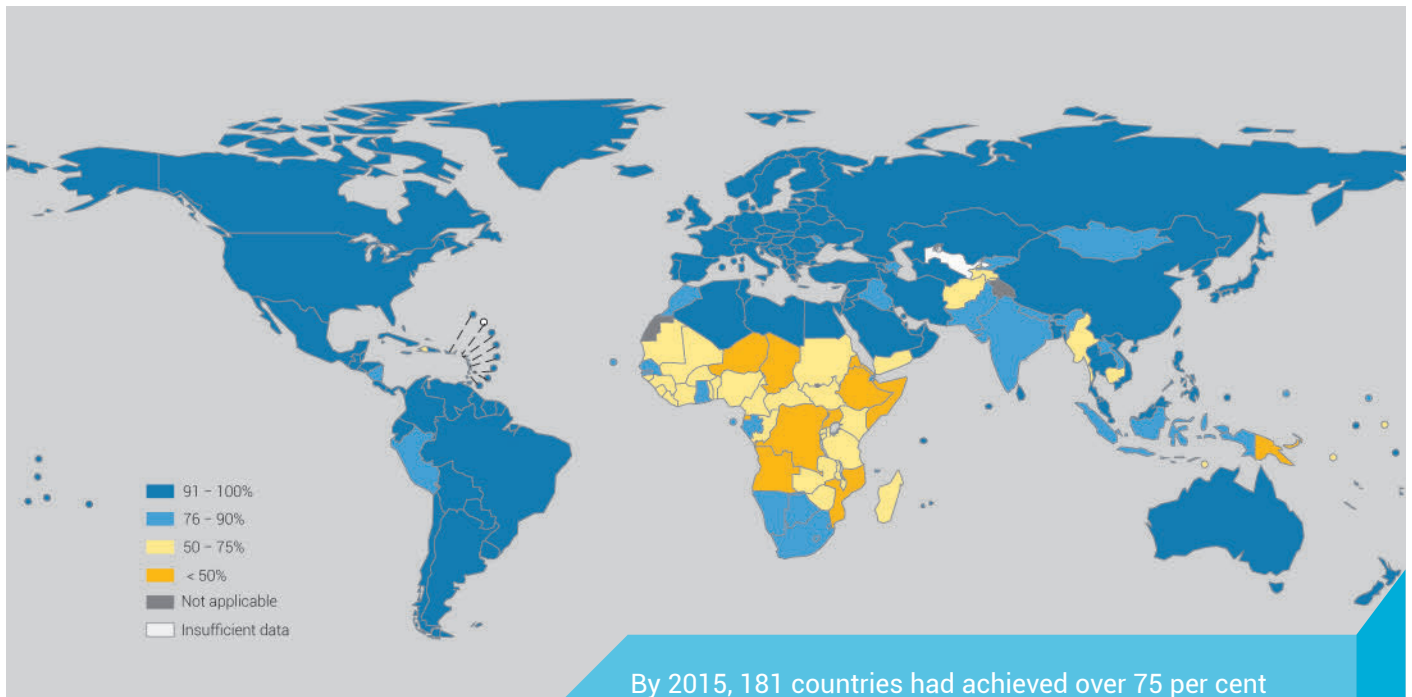 91 – 100%
76 – 90%
50 – 75%
< 50%
Not applicable
Insufficient data
By 2015, 181 countries had achieved over 75 per cent